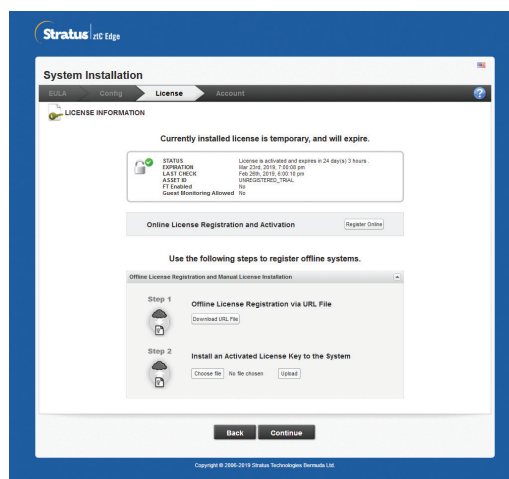 Stratus ztC Edge
System Installation
EULA Config License Account
LICENSE INFORMATION
Currently installed license is temporary, and will expire.
STATUS License is activated and expires in 24 day(s) 3 hours .
EXPIRATION Mar 23rd, 2019, 7:00:00 pm
LAST CHECK Feb 28th, 2019, 6:00:10 pm
ASSET ID UNREGISTERED_TRIAL
FT Enabled No
Guest Monitoring Allowed No
Online License Registration and Activation Register Online
Use the following steps to register offline systems.
Offline License Registration and Manual License Installation
Step 1
Offline License Registration via URL File
Download URL File
Step 2
Install an Activated License Key to the System
Choose file No file chosen Upload
Back Continue
Copyright © 2006-2019 Stratus Technologies Bermuda Ltd.